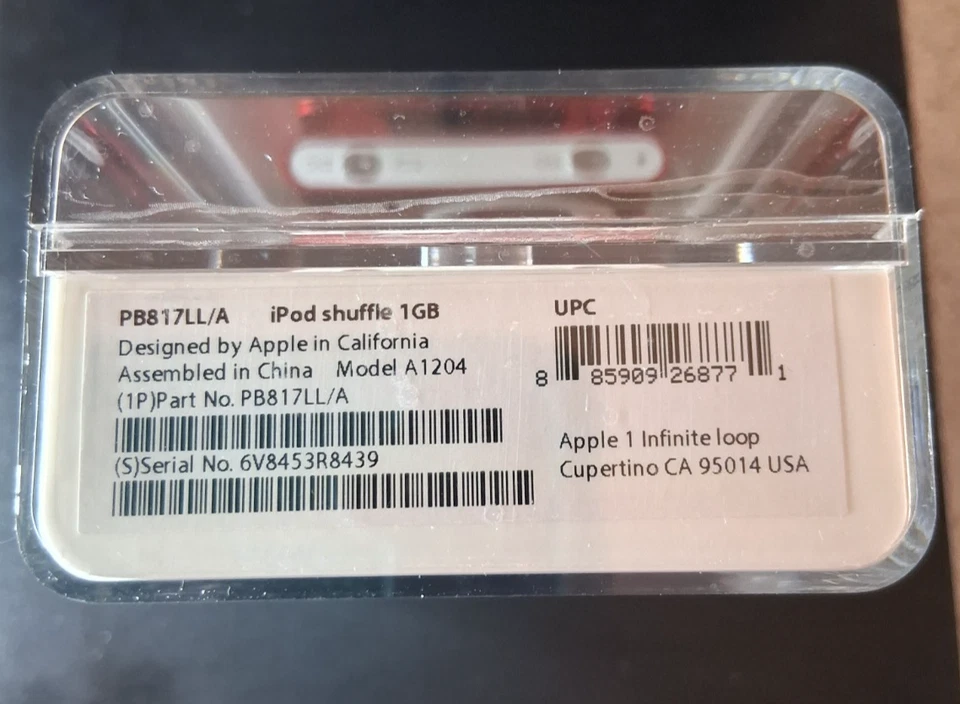 PB817LL/A iPod shuffle 1GB
Designed by Apple in California
Assembled in China Model A1204
(1P)Part No. PB817LL/A
(S)Serial No. 6V8453R8439
UPC
8 85909 26877 1
Apple 1 Infinite loop
Cupertino CA 95014 USA